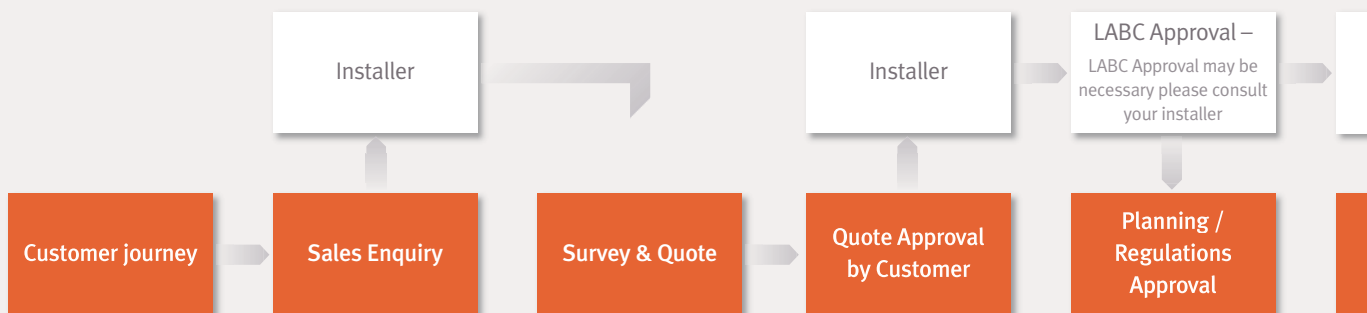 Installer
Installer
LABC Approval –
LABC Approval may be
necessary please consult
your installer
Customer journey
Sales Enquiry
Survey & Quote
Quote Approval
by Customer
Planning /
Regulations
Approval